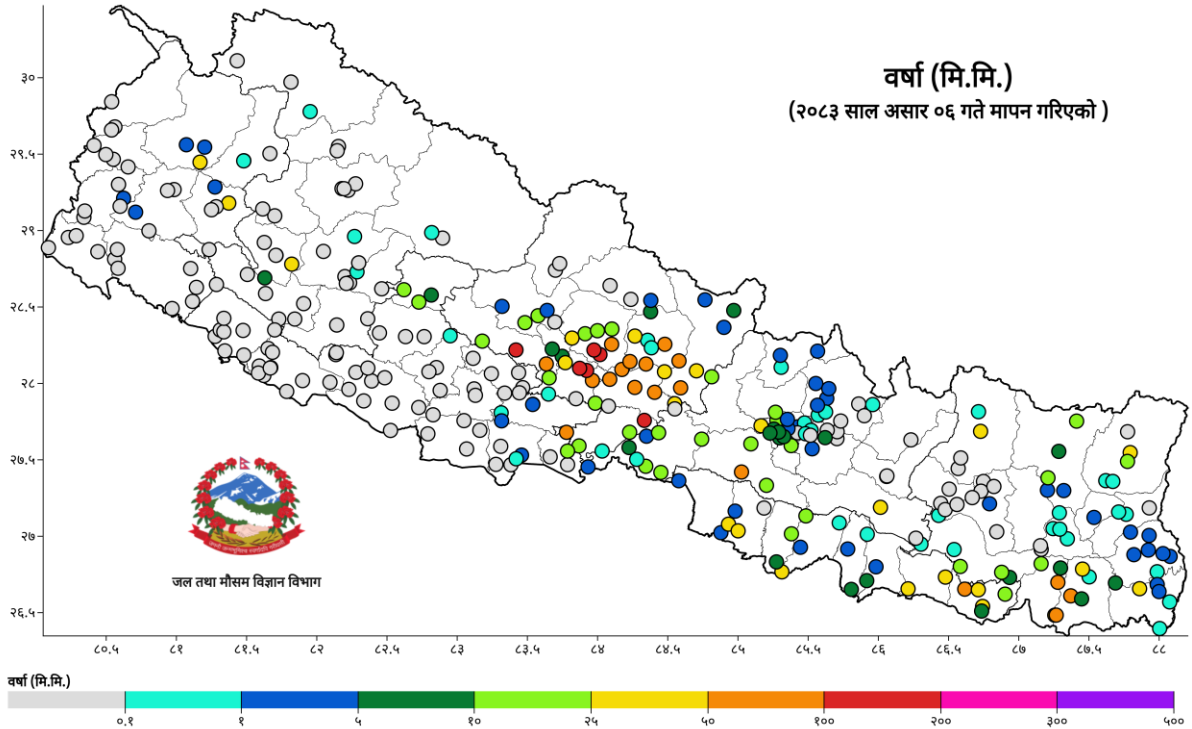 वर्षा (मि.मि.)
(२०८३ साल असार ०६ गते मापन गरिएको )
३०
२९.५
२९
२८.५
२८
२७.५
२७
२६.५
जल तथा मौसम विज्ञान विभाग
८०.५ ८१ ८१.५ ८२ ८२.५ ८३ ८३.५ ८४ ८४.५ ८५ ८५.५ ८६ ८६.५ ८७ ८७.५ ८८
वर्षा (मि.मि.)
०.१ १ ५ १० २५ ५० १०० २०० ३०० ५००